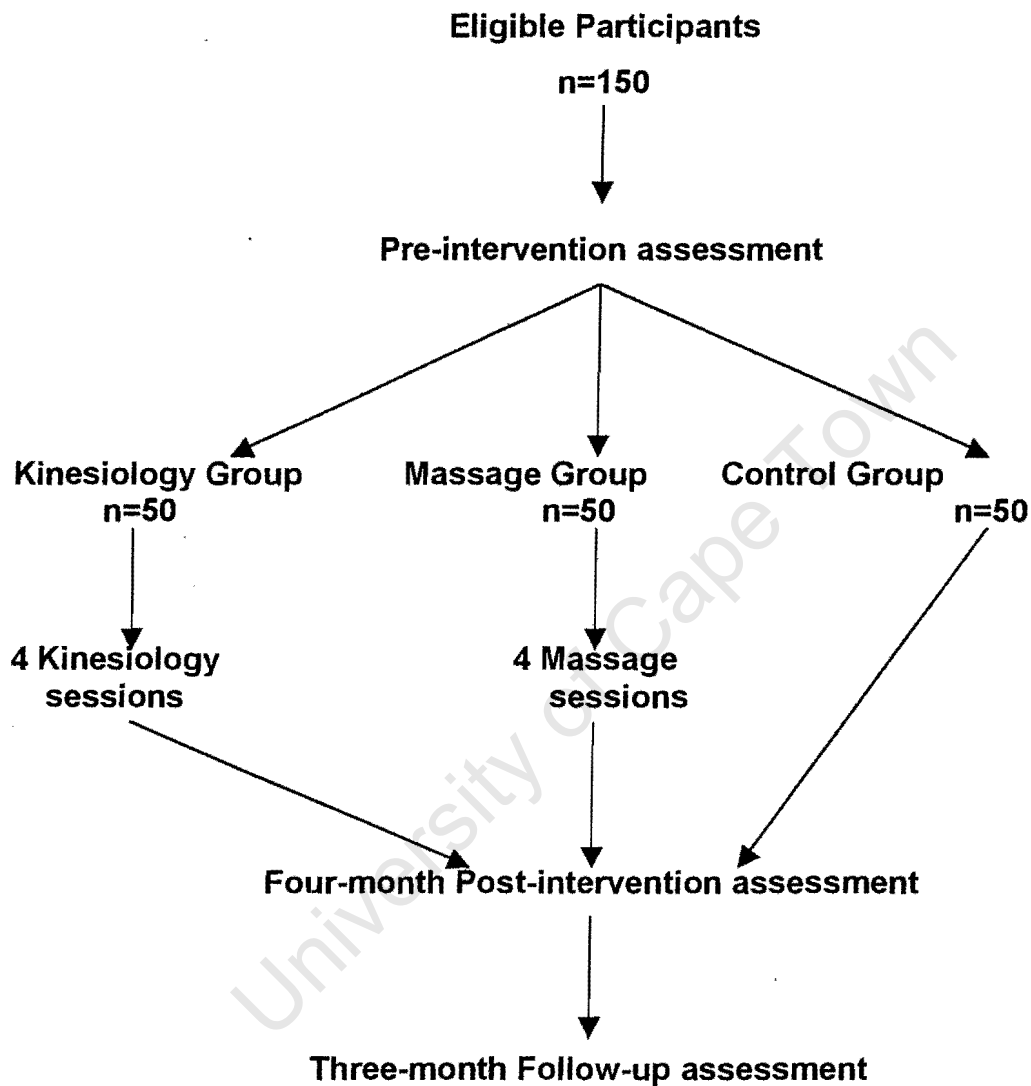 Eligible Participants
n=150
Pre-intervention assessment
Kinesiology Group
n=50
Massage Group
n=50
Control Group
n=50
4 Kinesiology
sessions
4 Massage
sessions
Four-month Post-intervention assessment
Three-month Follow-up assessment
University of Cape Town